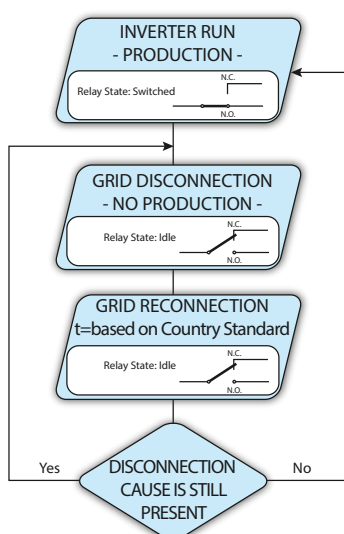 INVERTER RUN
- PRODUCTION -
N.C.
Relay State: Switched
N.O.
GRID DISCONNECTION
- NO PRODUCTION -
N.C.
Relay State: Idle
N.O.
GRID RECONNECTION
t=based on Country Standard
N.C.
Relay State: Idle
N.O.
Yes
No
DISCONNECTION
CAUSE IS STILL
PRESENT